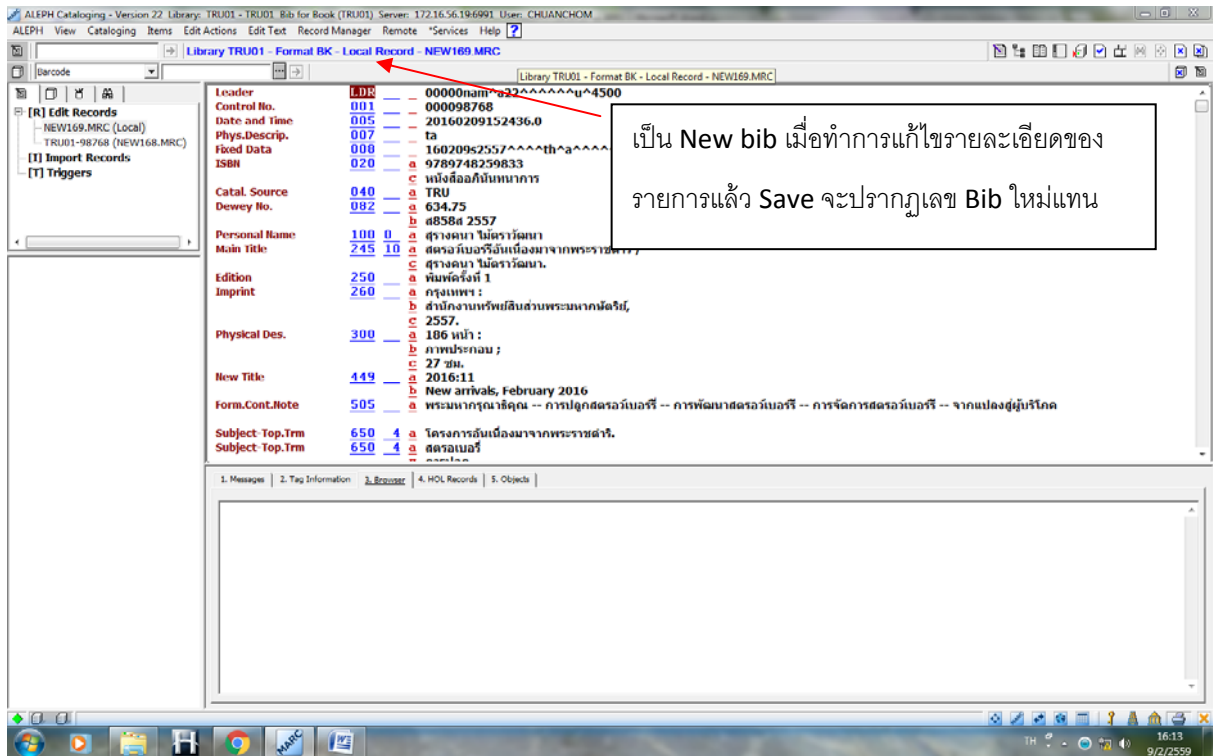 ALEPH Cataloging - Version 22 Library: TRU01 - TRU01 Bib for Book (TRU01) Server: 172.16.56.19:6991 User: CHUANCHOM
ALEPH View Cataloging Items Edit Actions Edit Text Record Manager Remote *Services Help ?
Library TRU01 - Format BK - Local Record - NEW169.MRC
Barcode
Library TRU01 - Format BK - Local Record - NEW169.MRC
[R] Edit Records
NEW169.MRC (Local)
TRU01-98768 (NEW168.MRC)
[I] Import Records
[T] Triggers
Leader LDR 00000nam^a22^^^^^^u^4500
Control No. 001 000098768
Date and Time 005 20160209152436.0
Phys.Descrip. 007 ta
Fixed Data 008 160209s2557^^^^th^a^^^^
ISBN 020 a 9789748259833
c หนังสืออภินันทนาการ
Catal. Source 040 a TRU
Dewey No. 082 a 634.75
b ส858ส 2557
Personal Name 100 0 a สุรางคนา ไม้ตราวัฒนา
Main Title 245 10 a สตรอว์เบอร์รีอันเนื่องมาจากพระราชดำริ /
c สุรางคนา ไม้ตราวัฒนา.
Edition 250 a พิมพ์ครั้งที่ 1
Imprint 260 a กรุงเทพฯ :
b สำนักงานทรัพย์สินส่วนพระมหากษัตริย์,
c 2557.
Physical Des. 300 a 186 หน้า :
b ภาพประกอบ ;
c 27 ซม.
New Title 449 a 2016:11
b New arrivals, February 2016
Form.Cont.Note 505 a พระมหากรุณาธิคุณ -- การปลูกสตรอว์เบอร์รี -- การพัฒนาสตรอว์เบอร์รี -- การจัดการสตรอว์เบอร์รี -- จากแปลงสู่ผู้บริโภค
Subject-Top.Trm 650 4 a โครงการอันเนื่องมาจากพระราชดำริ.
Subject-Top.Trm 650 4 a สตรอเบอรี่
เป็น New bib เมื่อทำการแก้ไขรายละเอียดของ
รายการแล้ว Save จะปรากฏเลข Bib ใหม่แทน
1. Messages 2. Tag Information 3. Browser 4. HOL Records 5. Objects
MARC
TH
16:13
9/2/2559